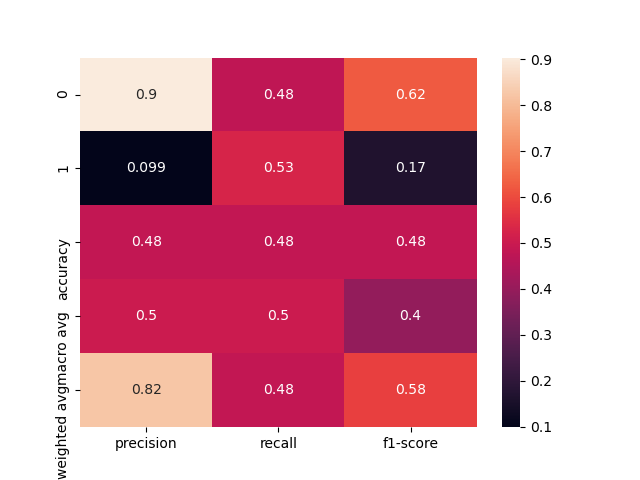 0 0.9 0.48 0.62
1 0.099 0.53 0.17
accuracy 0.48 0.48 0.48
macro avg 0.5 0.5 0.4
weighted avg 0.82 0.48 0.58
precision recall f1-score
0.9
0.8
0.7
0.6
0.5
0.4
0.3
0.2
0.1